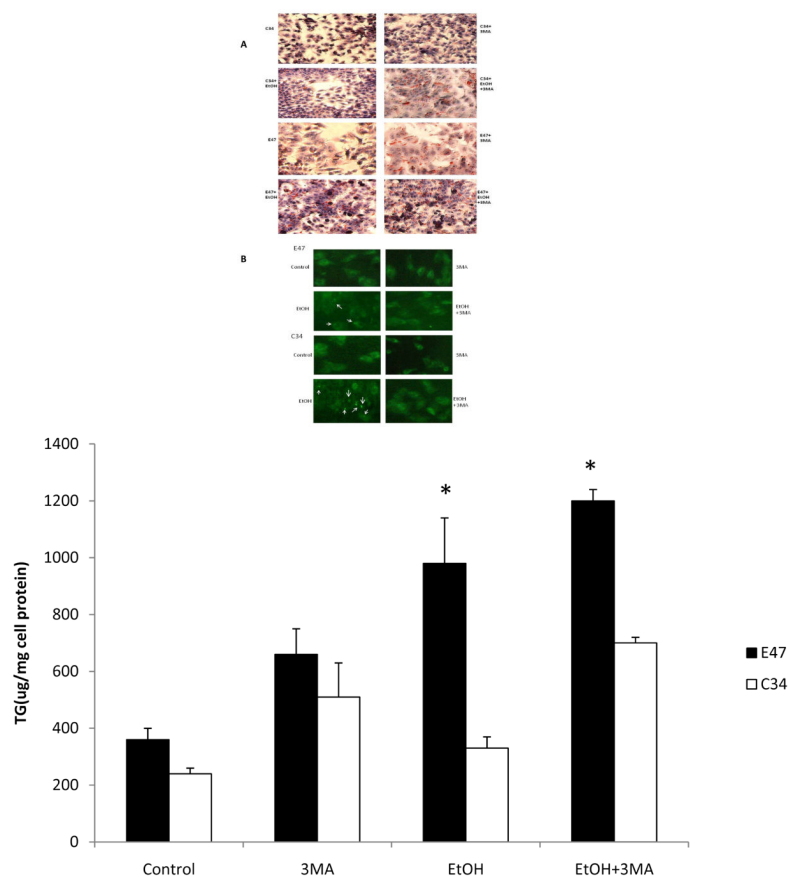 A
C34
C34+
3MA
C34+
EtOH
C34+
EtOH
+3MA
E47
E47+
3MA
E47+
EtOH
E47+
EtOH
+3MA
B
E47
Control
3MA
EtOH
EtOH
+3MA
C34
Control
3MA
EtOH
EtOH
+3MA
TG(ug/mg cell protein)
1400
1200
1000
800
600
400
200
0
*
*
E47
C34
Control
3MA
EtOH
EtOH+3MA